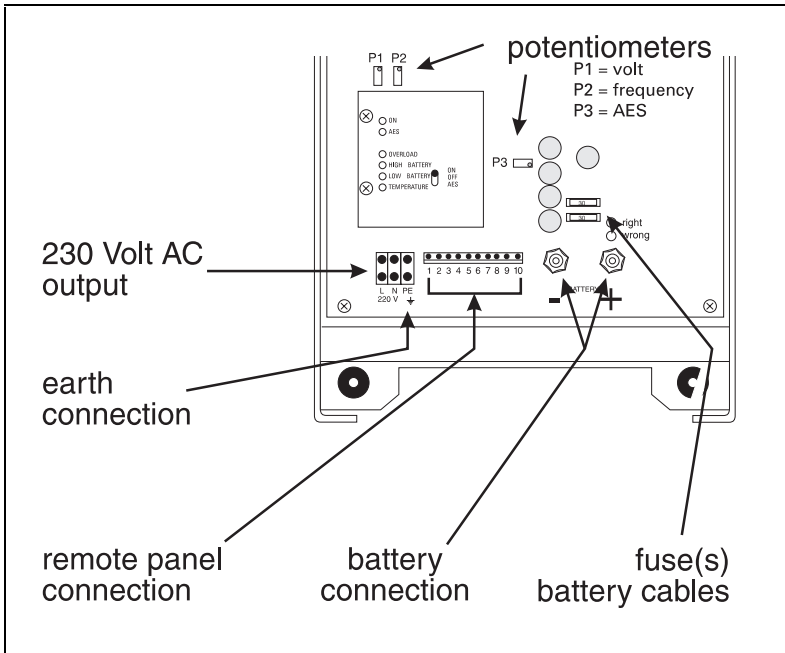 potentiometers
P1 P2
P1 = volt
P2 = frequency
P3 = AES
ON
AES
OVERLOAD
HIGH BATTERY
LOW BATTERY
TEMPERATURE
ON
OFF
AES
P3
30
30
right
wrong
230 Volt AC
output
1 2 3 4 5 6 7 8 9 10
L N PE
220 V
BATTERY
- +
earth
connection
remote panel
connection
battery
connection
fuse(s)
battery cables